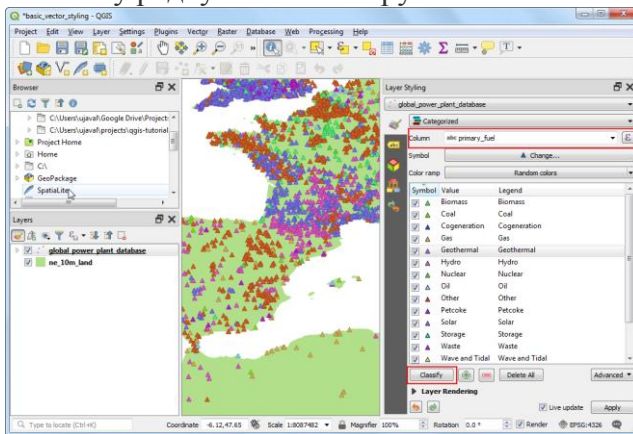 "basic_vector_styling - QGIS
Project Edit View Layer Settings Plugins Vector Raster Database Web Processing Help
Browser
C:\Users\ujaval\Google Drive\Project
C:\Users\ujaval\projects\qgis-tutorial
Project Home
Home
C:\
GeoPackage
SpatiaLite
Layers
global_power_plant_database
ne_10m_land
Layer Styling
global_power_plant_database
Categorized
Column abc primary_fuel
Symbol Change...
Color ramp Random colors
Symbol Value Legend
Biomass Biomass
Coal Coal
Cogeneration Cogeneration
Gas Gas
Geothermal Geothermal
Hydro Hydro
Nuclear Nuclear
Oil Oil
Other Other
Petcoke Petcoke
Solar Solar
Storage Storage
Waste Waste
Wave and Tidal Wave and Tidal
Classify Delete All Advanced
Layer Rendering
Live update Apply
Type to locate (Ctrl+K) Coordinate -6.12,47.65 Scale 1:8087482 Magnifier 100% Rotation 0.0 ° Render EPSG:4326